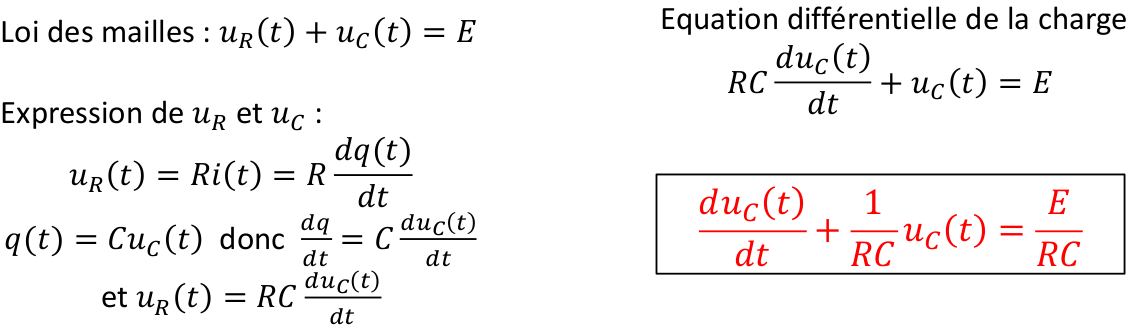 Loi des mailles : u_R(t) + u_C(t) = E
Expression de u_R et u_C :
u_R(t) = Ri(t) = R dq(t)/dt
q(t) = Cu_C(t) donc dq/dt = C du_C(t)/dt
et u_R(t) = RC du_C(t)/dt
Equation différentielle de la charge
RC du_C(t)/dt + u_C(t) = E
du_C(t)/dt + 1/RC u_C(t) = E/RC